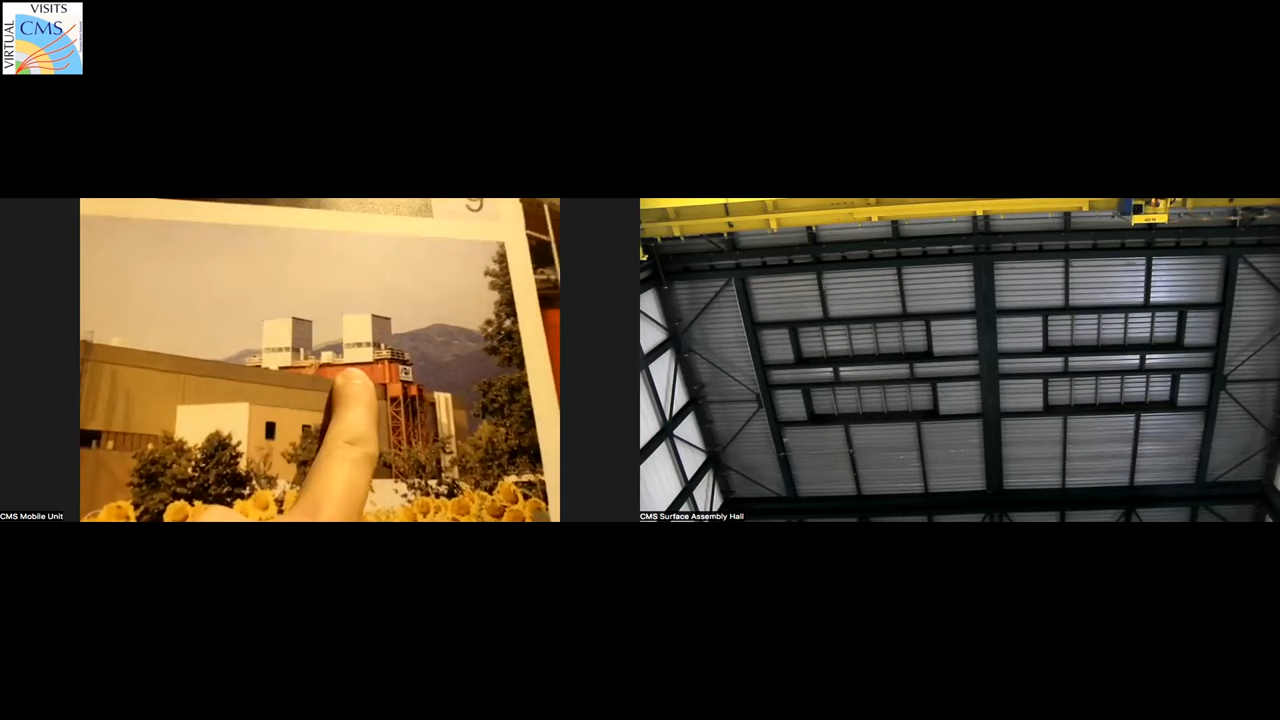 VISITS
VIRTUAL
CMS
9
CMS Mobile Unit
CMS Surface Assembly Hall